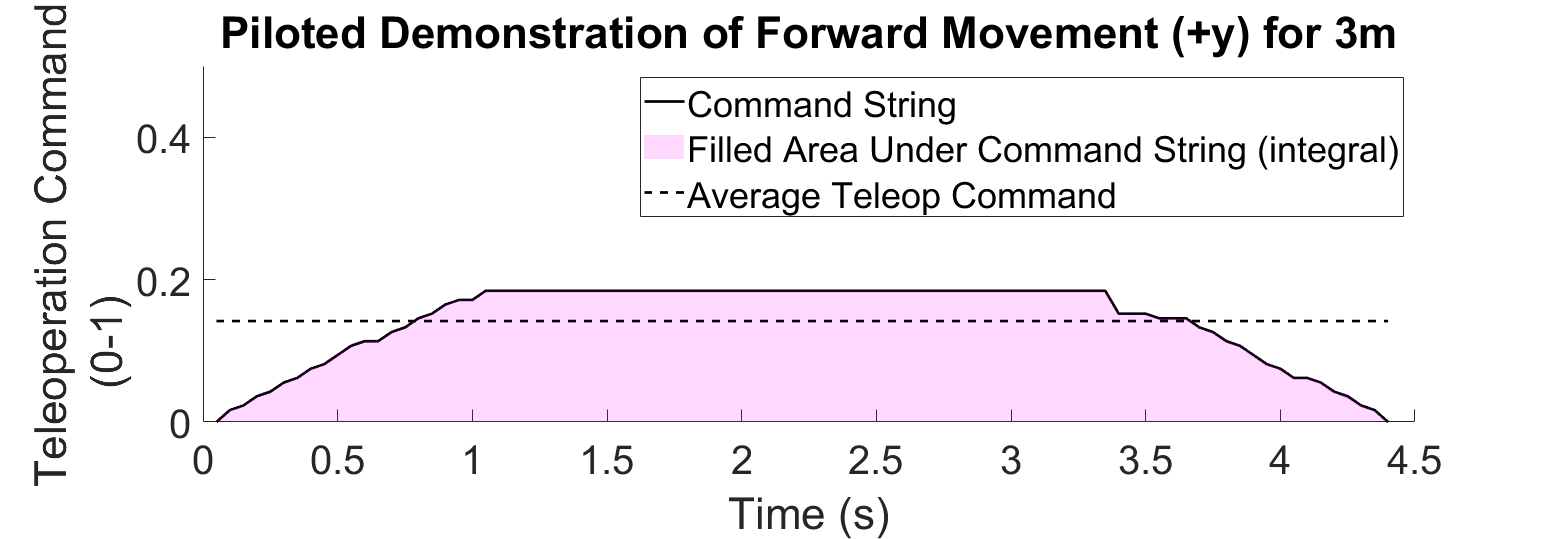 Piloted Demonstration of Forward Movement (+y) for 3m
Teleoperation Command
(0-1)
Command String
Filled Area Under Command String (integral)
Average Teleop Command
0.4
0.2
0
0 0.5 1 1.5 2 2.5 3 3.5 4 4.5
Time (s)